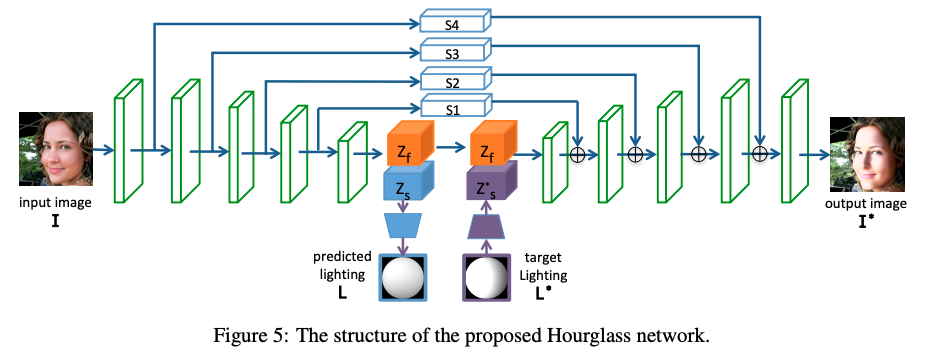 S4
S3
S2
S1
Z_f
Z_f
Z_s
Z*_s
input image
I
output image
I*
predicted
lighting
L
target
Lighting
L*
Figure 5: The structure of the proposed Hourglass network.